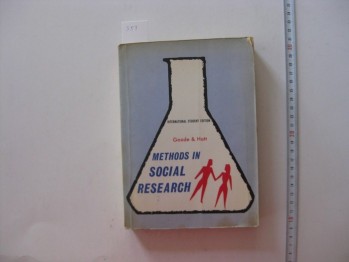 INTERNATIONAL STUDENT EDITION
Goode & Hatt
METHODS IN
SOCIAL
RESEARCH